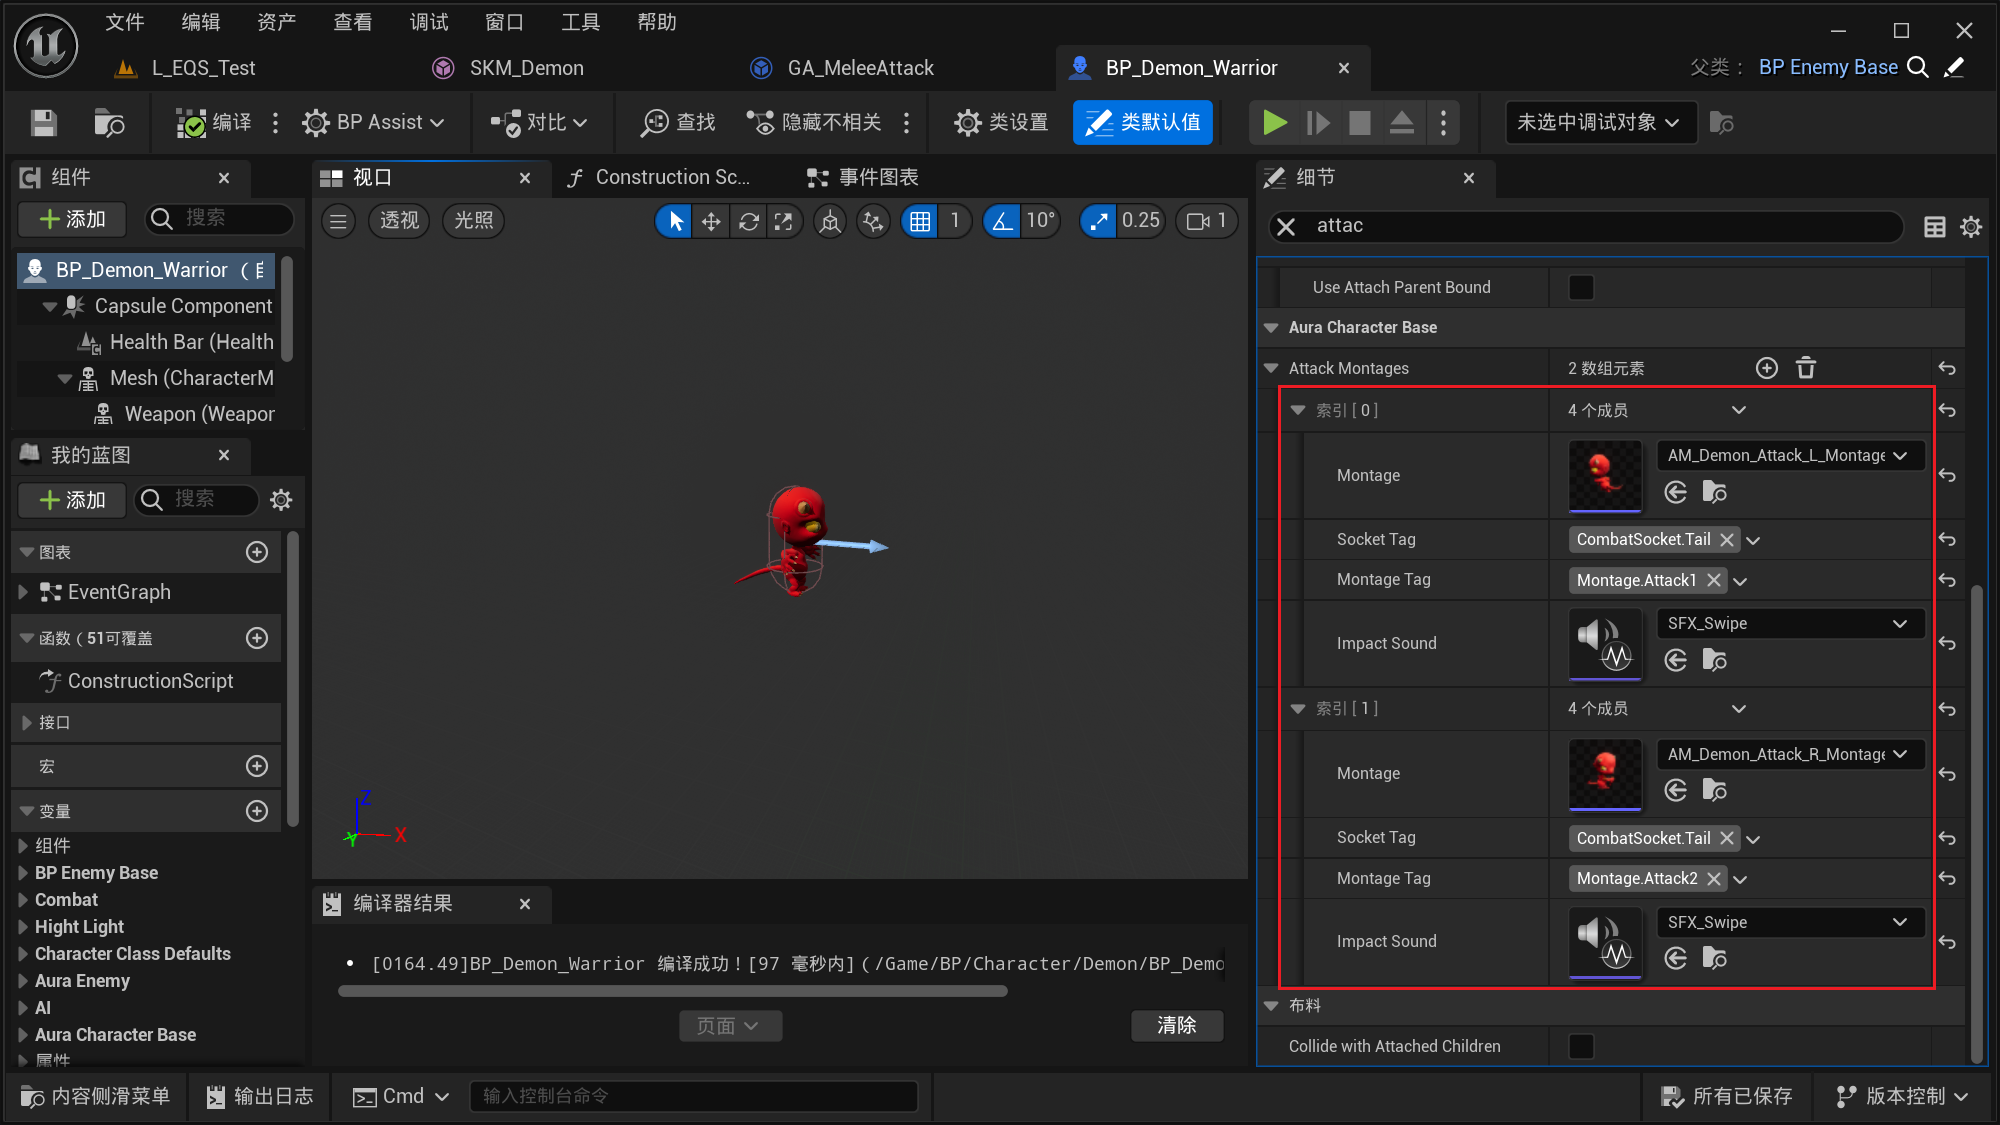 文件 编辑 资产 查看 调试 窗口 工具 帮助
L_EQS_Test SKM_Demon GA_MeleeAttack BP_Demon_Warrior 父类： BP Enemy Base
编译 BP Assist 对比 查找 隐藏不相关 类设置 类默认值 未选中调试对象
组件
添加 搜索
BP_Demon_Warrior （自
Capsule Component
Health Bar (Health
Mesh (CharacterM
Weapon (Weapon
我的蓝图
添加 搜索
图表
EventGraph
函数（51可覆盖
ConstructionScript
接口
宏
变量
组件
BP Enemy Base
Combat
Hight Light
Character Class Defaults
Aura Enemy
AI
Aura Character Base
属性
视口 Construction Sc... 事件图表
透视 光照 1 10° 0.25 1
Z
X
Y
编译器结果
• [0164.49]BP_Demon_Warrior 编译成功！[97 毫秒内]（/Game/BP/Character/Demon/BP_Demo
页面 清除
细节
attac
Use Attach Parent Bound
Aura Character Base
Attack Montages 2 数组元素
索引 [ 0 ] 4 个成员
Montage AM_Demon_Attack_L_Montage
Socket Tag CombatSocket.Tail
Montage Tag Montage.Attack1
Impact Sound SFX_Swipe
索引 [ 1 ] 4 个成员
Montage AM_Demon_Attack_R_Montage
Socket Tag CombatSocket.Tail
Montage Tag Montage.Attack2
Impact Sound SFX_Swipe
布料
Collide with Attached Children
内容侧滑菜单 输出日志 Cmd 输入控制台命令 所有已保存 版本控制